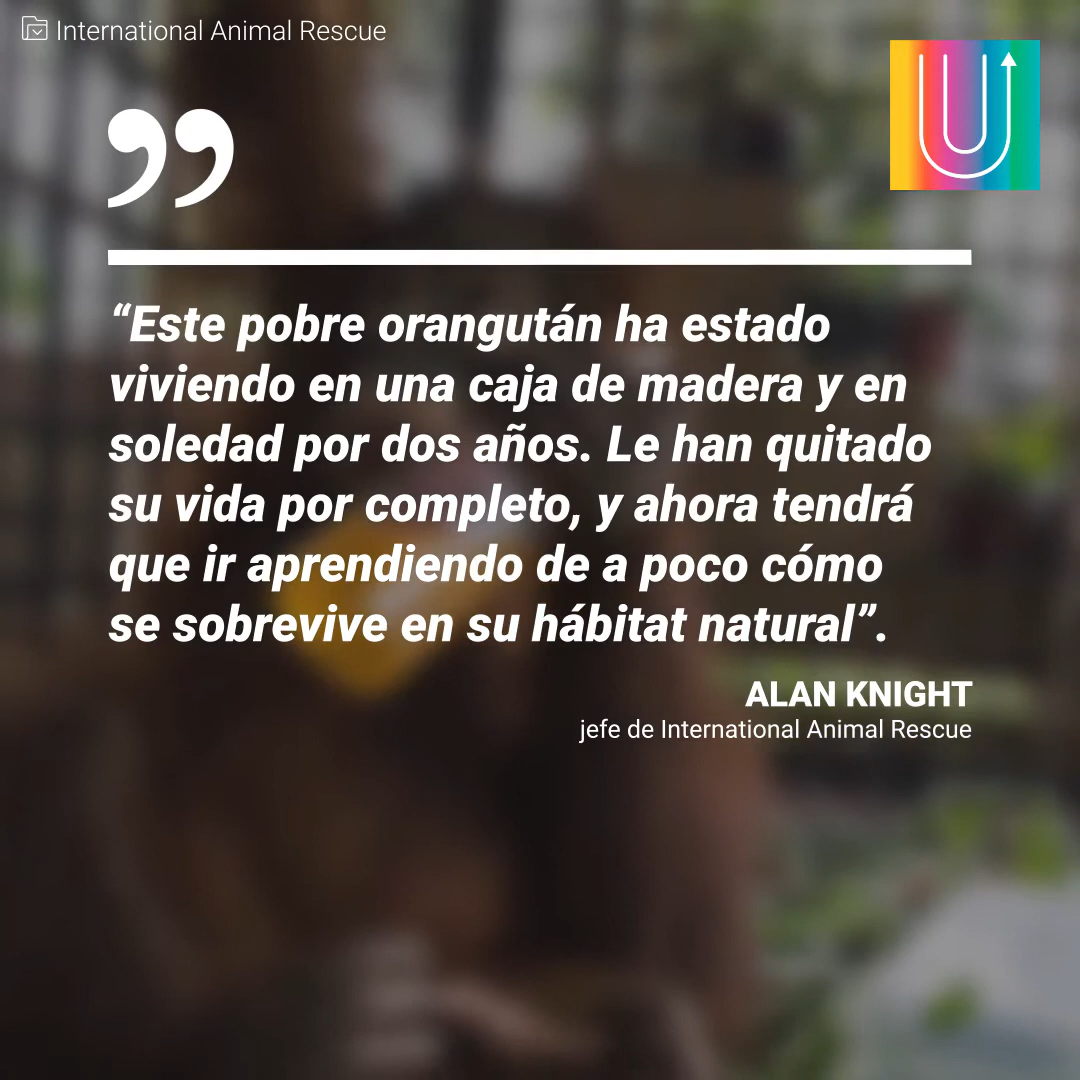 International Animal Rescue
”
“Este pobre orangután ha estado
viviendo en una caja de madera y en
soledad por dos años. Le han quitado
su vida por completo, y ahora tendrá
que ir aprendiendo de a poco cómo
se sobrevive en su hábitat natural”.
ALAN KNIGHT
jefe de International Animal Rescue